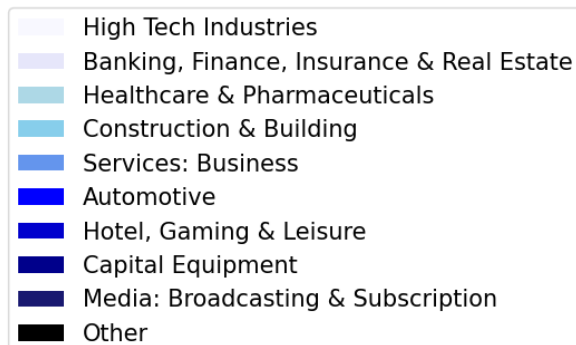 High Tech Industries
Banking, Finance, Insurance & Real Estate
Healthcare & Pharmaceuticals
Construction & Building
Services: Business
Automotive
Hotel, Gaming & Leisure
Capital Equipment
Media: Broadcasting & Subscription
Other